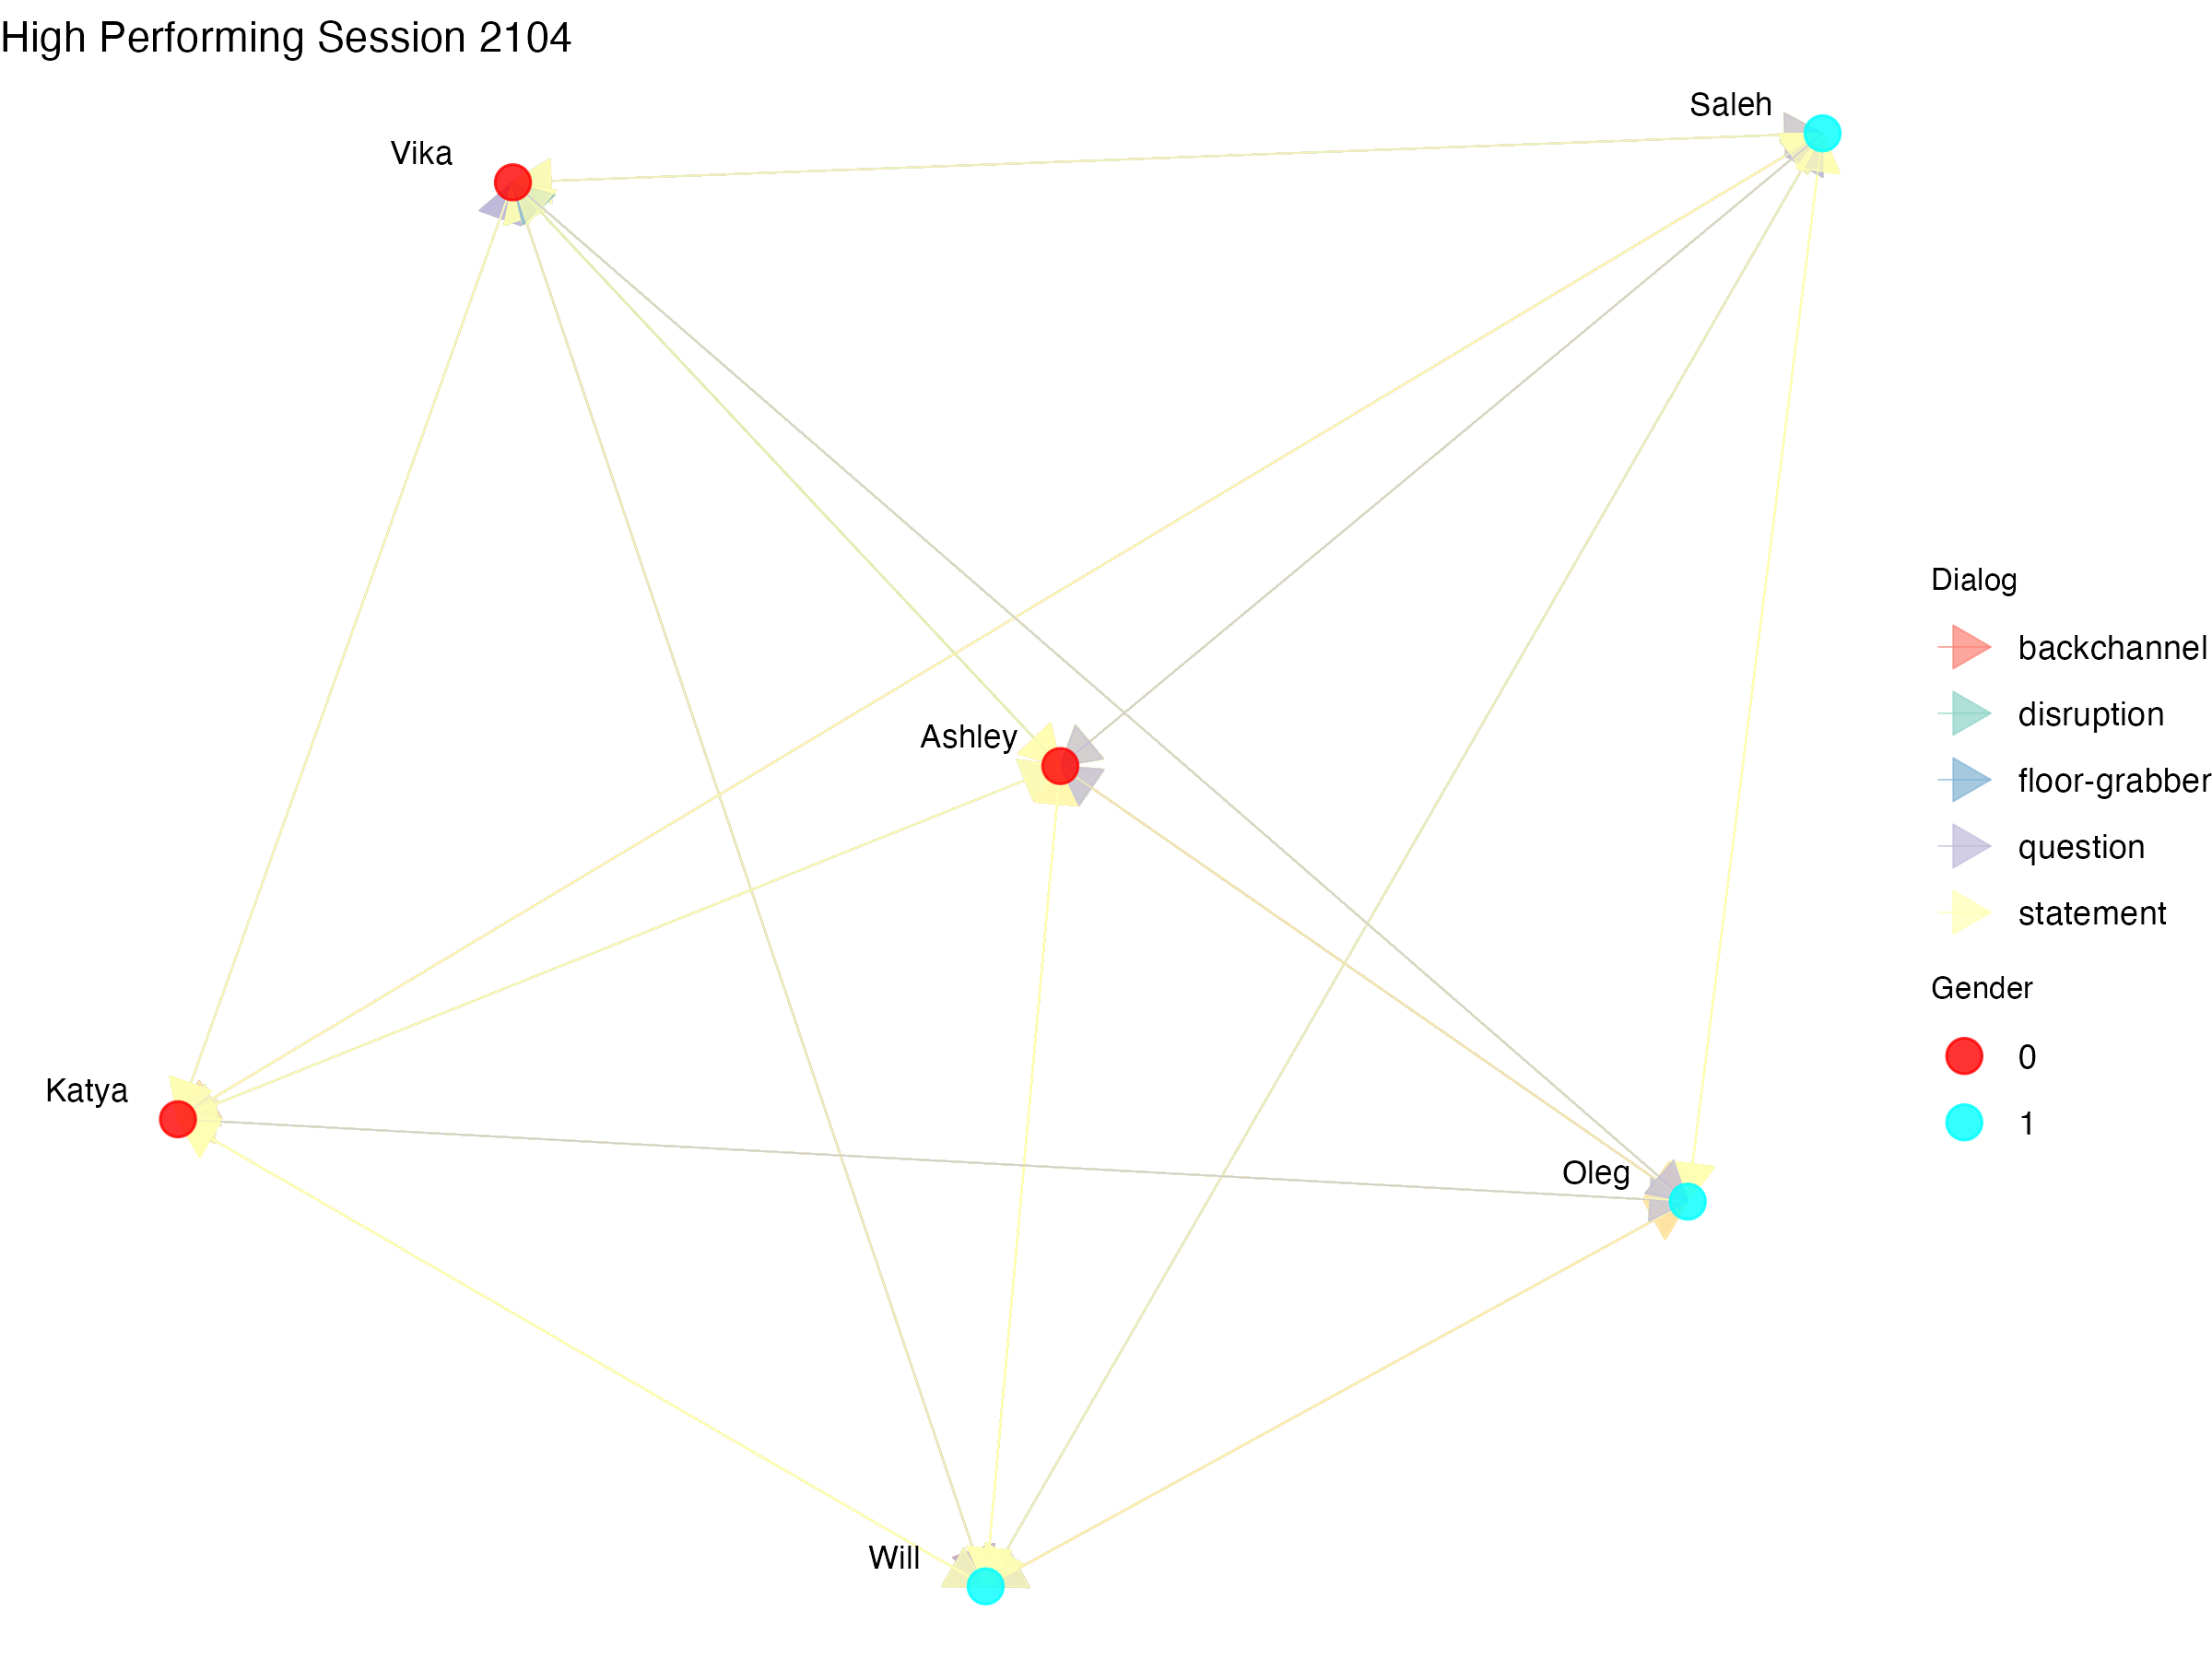 High Performing Session 2104
Saleh
Vika
Dialog
backchannel
disruption
Ashley
floor-grabber
question
statement
Gender
0
Katya
1
Oleg
Will